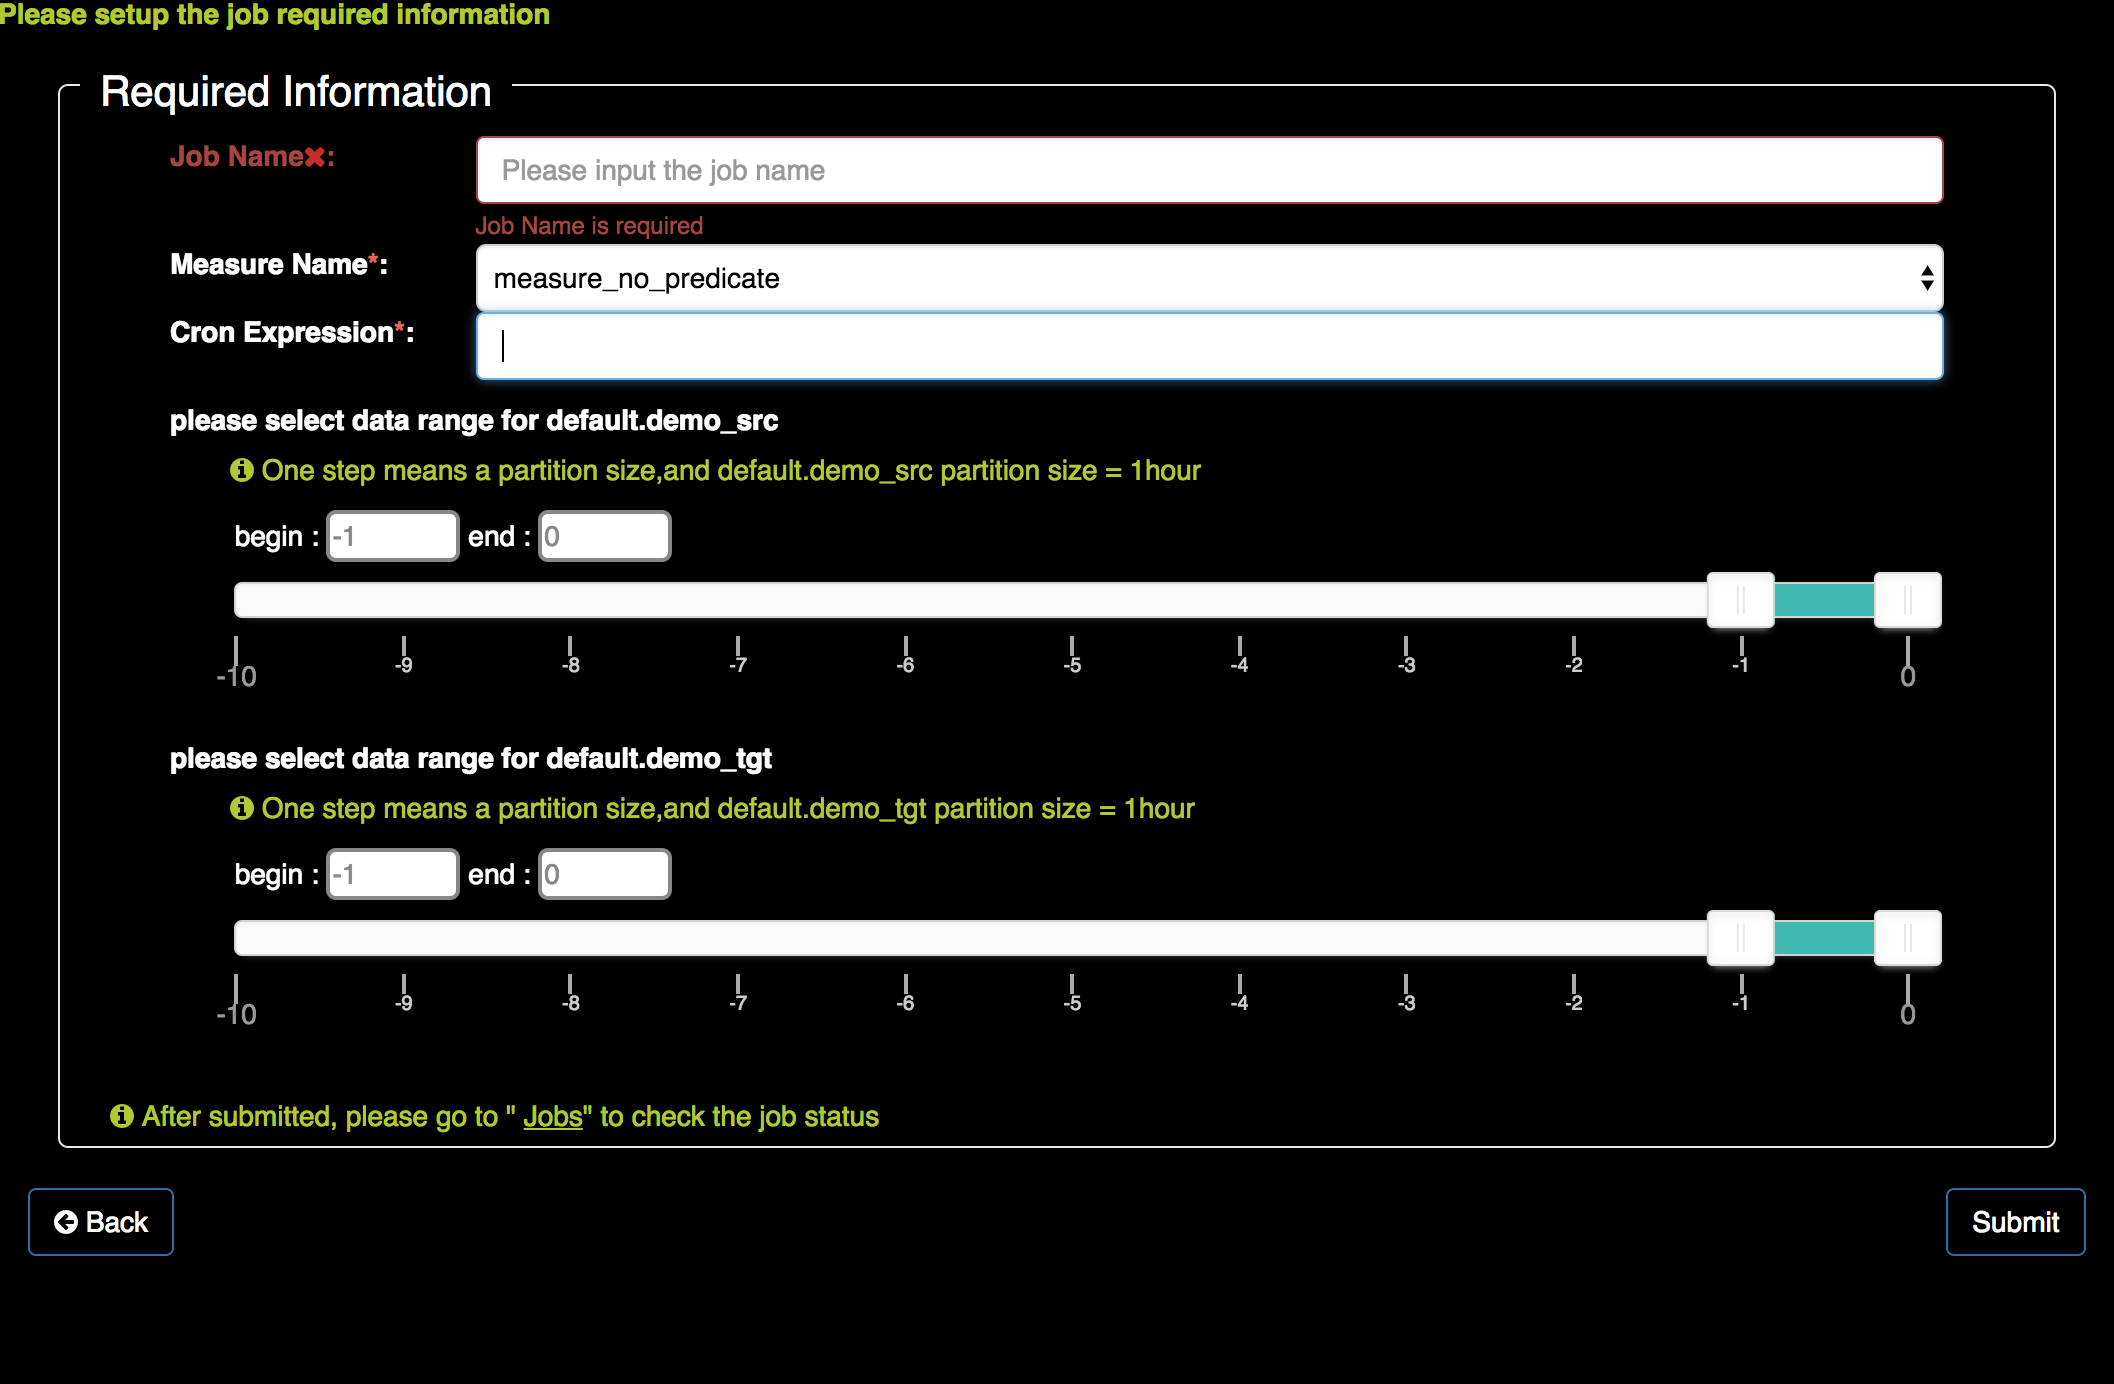 Please setup the job required information
Required Information
Job Name✖:
Please input the job name
Job Name is required
Measure Name*:
measure_no_predicate
Cron Expression*:
please select data range for default.demo_src
One step means a partition size,and default.demo_src partition size = 1hour
begin : -1 end : 0
-10 -9 -8 -7 -6 -5 -4 -3 -2 -1 0
please select data range for default.demo_tgt
One step means a partition size,and default.demo_tgt partition size = 1hour
begin : -1 end : 0
-10 -9 -8 -7 -6 -5 -4 -3 -2 -1 0
After submitted, please go to " Jobs" to check the job status
Back
Submit